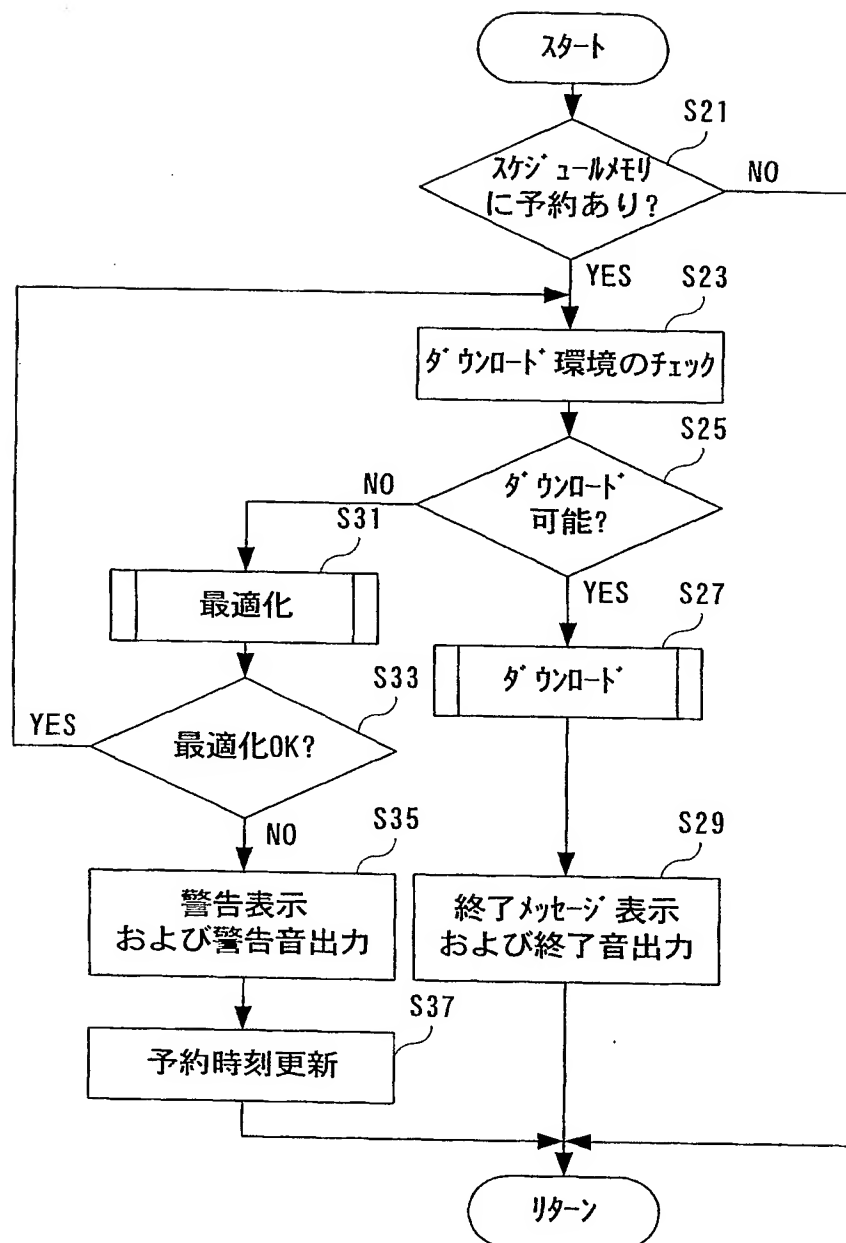 スタート
S21
スケジュールメモリ
に予約あり?
NO
YES
S23
ダウンロード環境のチェック
S25
ダウンロード
可能?
NO
S31
最適化
YES
S27
ダウンロード
S33
最適化OK?
YES
NO
S35
警告表示
および警告音出力
S29
終了メッセージ表示
および終了音出力
S37
予約時刻更新
リターン